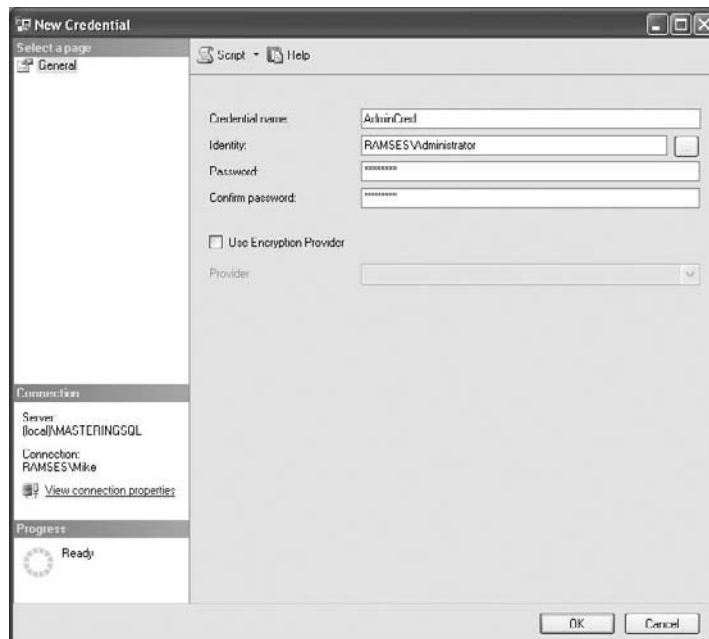 New Credential
Select a page
General
Script Help
Credential name: AdminCred
Identity: RAMSES\Administrator
...
Password: *********
Confirm password: *********
Use Encryption Provider
Provider
Connection
Server:
(local)\MASTERINGSQL
Connection:
RAMSES\Mike
View connection properties
Progress
Ready
OK Cancel